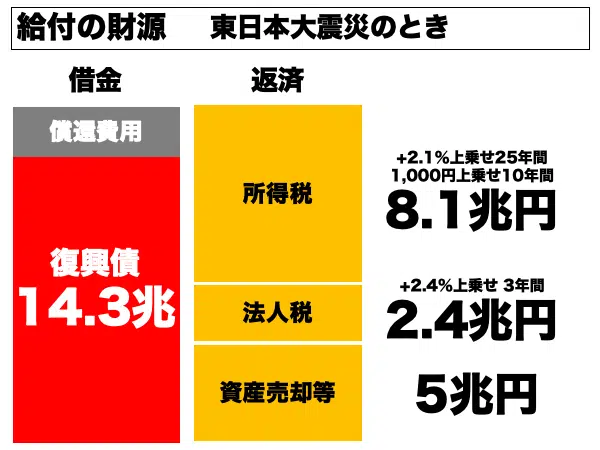 給付の財源 東日本大震災のとき
借金
返済
償還費用
復興債
14.3兆
所得税
+2.1%上乗せ25年間
1,000円上乗せ10年間
8.1兆円
法人税
+2.4%上乗せ 3年間
2.4兆円
資産売却等
5兆円